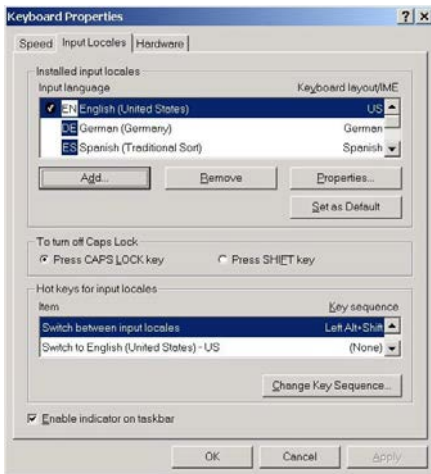 Keyboard Properties ? ×
Speed Input Locales Hardware
Installed input locales
Input language Keyboard layout/IME
EN English (United States) US
DE German (Germany) German
ES Spanish (Traditional Sort) Spanish
Add... Remove Properties...
Set as Default
To turn off Caps Lock
Press CAPS LOCK key Press SHIFT key
Hot keys for input locales
Item Key sequence
Switch between input locales Left Alt+Shift
Switch to English (United States) - US (None)
Change Key Sequence...
Enable indicator on taskbar
OK Cancel Apply